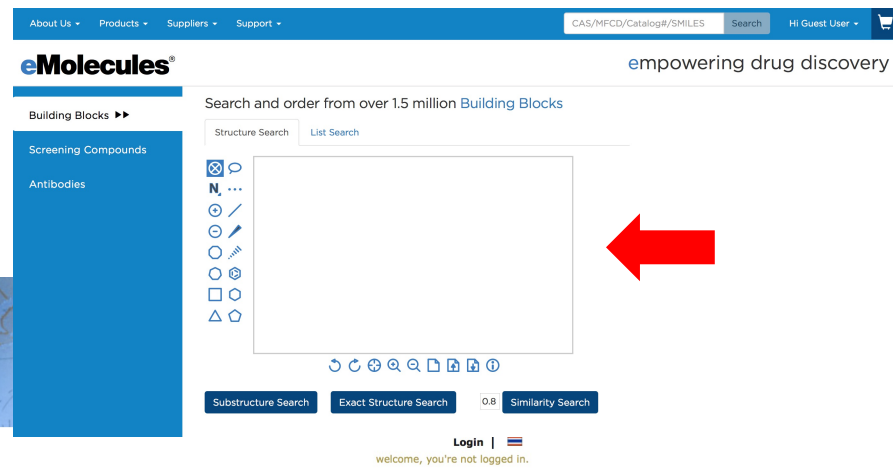 About Us Products Suppliers Support CAS/MFCD/Catalog#/SMILES Search Hi Guest User
eMolecules® empowering drug discovery
Building Blocks
Screening Compounds
Antibodies
Search and order from over 1.5 million Building Blocks
Structure Search List Search
N
Substructure Search Exact Structure Search 0.8 Similarity Search
Login |
welcome, you're not logged in.